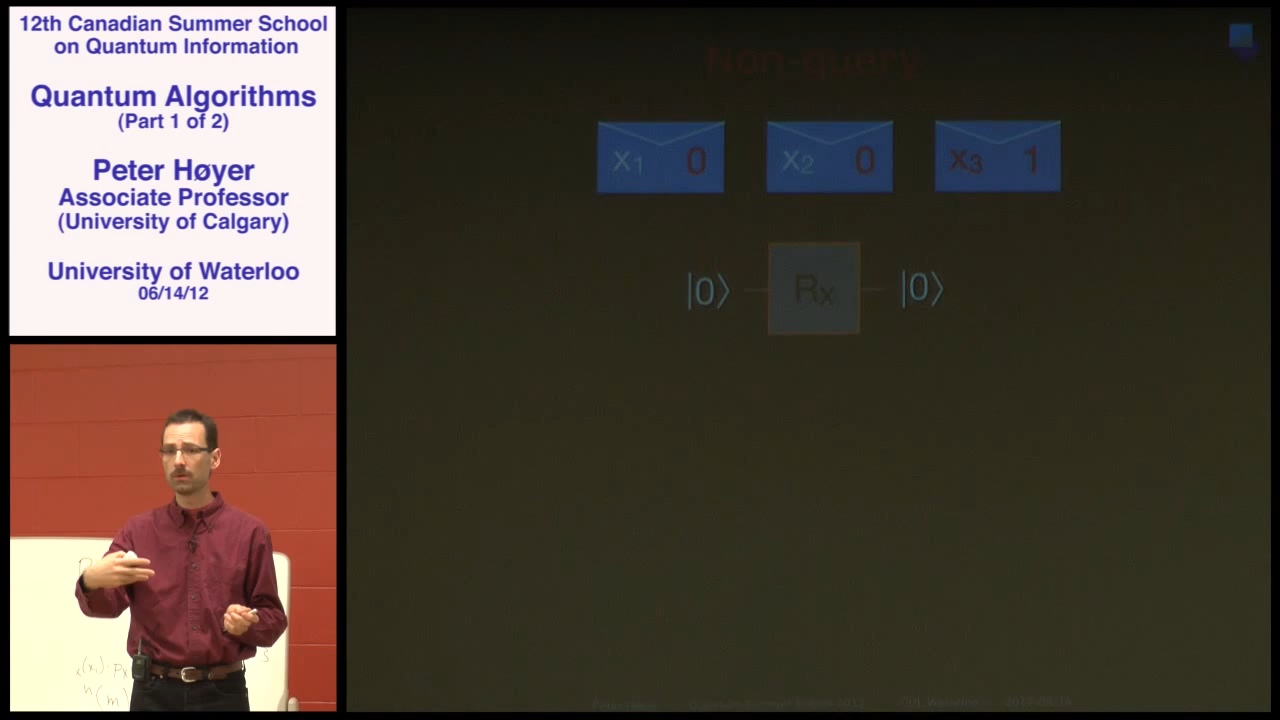 12th Canadian Summer School
on Quantum Information
Quantum Algorithms
(Part 1 of 2)
Peter Høyer
Associate Professor
(University of Calgary)
University of Waterloo
06/14/12
Non-query
x1 0 x2 0 x3 1
|0⟩ Rx |0⟩